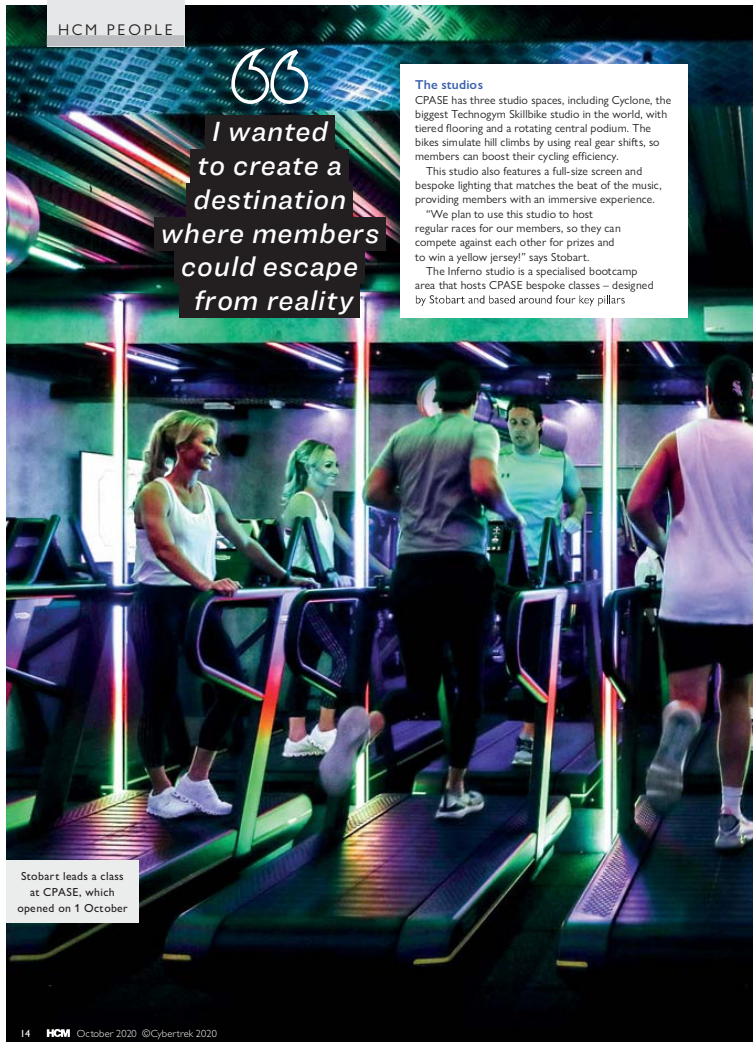 HCM PEOPLE
I wanted
to create a
destination
where members
could escape
from reality
The studios
CPASE has three studio spaces, including Cyclone, the
biggest Technogym Skillbike studio in the world, with
tiered flooring and a rotating central podium. The
bikes simulate hill climbs by using real gear shifts, so
members can boost their cycling efficiency.
This studio also features a full-size screen and
bespoke lighting that matches the beat of the music,
providing members with an immersive experience.
“We plan to use this studio to host
regular races for our members, so they can
compete against each other for prizes and
to win a yellow jersey!” says Stobart.
The Inferno studio is a specialised bootcamp
area that hosts CPASE bespoke classes – designed
by Stobart and based around four key pillars
Stobart leads a class
at CPASE, which
opened on 1 October
14 HCM October 2020 ©Cybertrek 2020